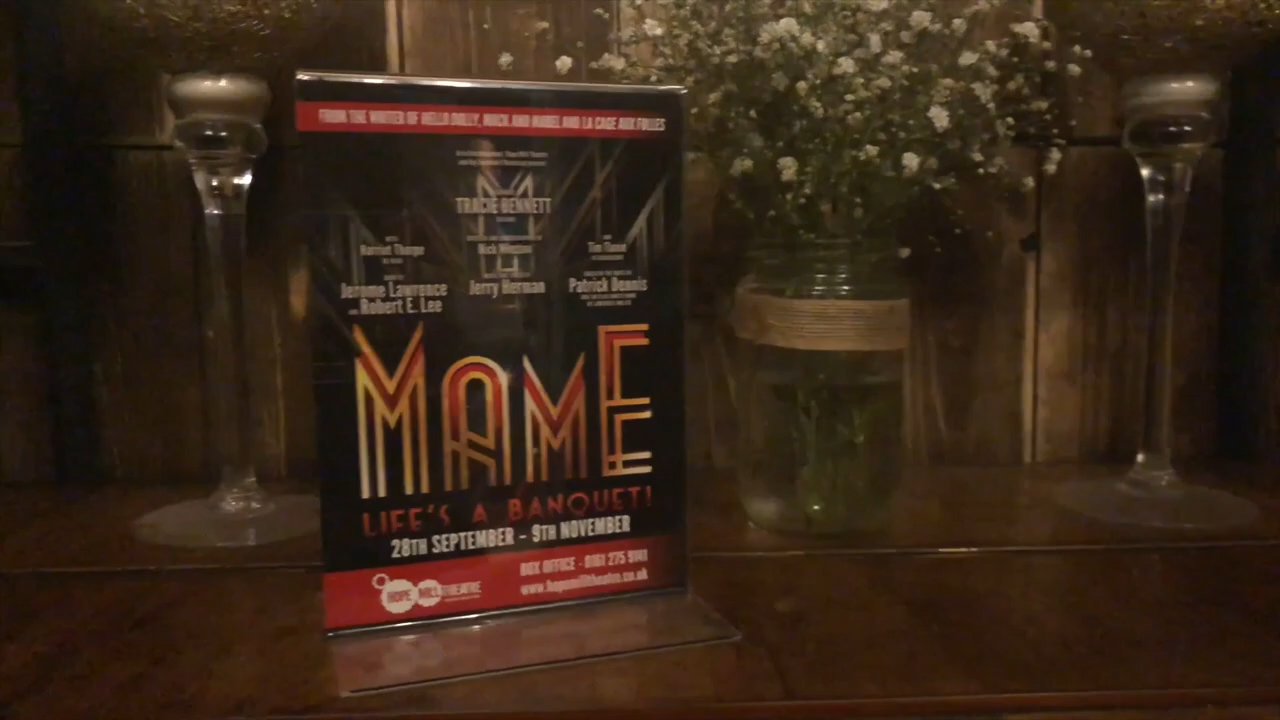 FROM THE WRITER OF HELLO DOLLY, MACK AND MABEL AND LA CAGE AUX FOLLES
TRACIE BENNETT
Harriet Thorpe
Nick Winston
Tim Flavin
Jerome Lawrence
Robert E. Lee
Jerry Herman
Patrick Dennis
MAME
LIFE'S A BANQUET!
28TH SEPTEMBER - 9TH NOVEMBER
HOPE MILL THEATRE
BOX OFFICE - 0161 275 9141
www.hopemilltheatre.co.uk